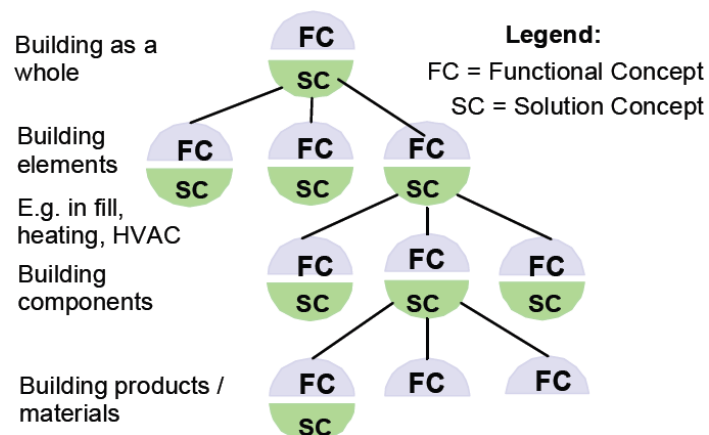 Building as a
whole
FC
SC
Legend:
FC = Functional Concept
SC = Solution Concept
Building
elements
FC
SC
FC
SC
FC
SC
E.g. in fill,
heating, HVAC
Building
components
FC
SC
FC
SC
FC
SC
Building products /
materials
FC
SC
FC
FC